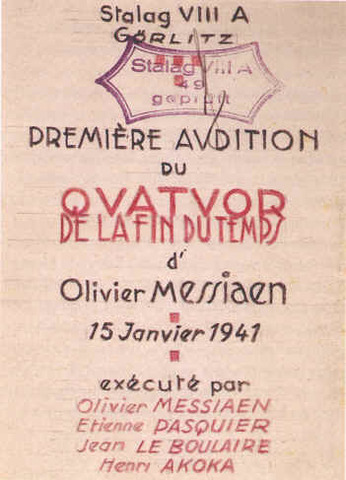 Stalag VIII A
GÖRLITZ
Stalag VIII A
49
geprüft
PREMIÈRE AVDITION
DU
QVATVOR
DE LA FIN DU TEMPS
d'
Olivier Messiaen
15 Janvier 1941
exécuté par
Olivier MESSIAEN
Etienne PASQUIER
Jean LE BOULAIRE
Henri AKOKA